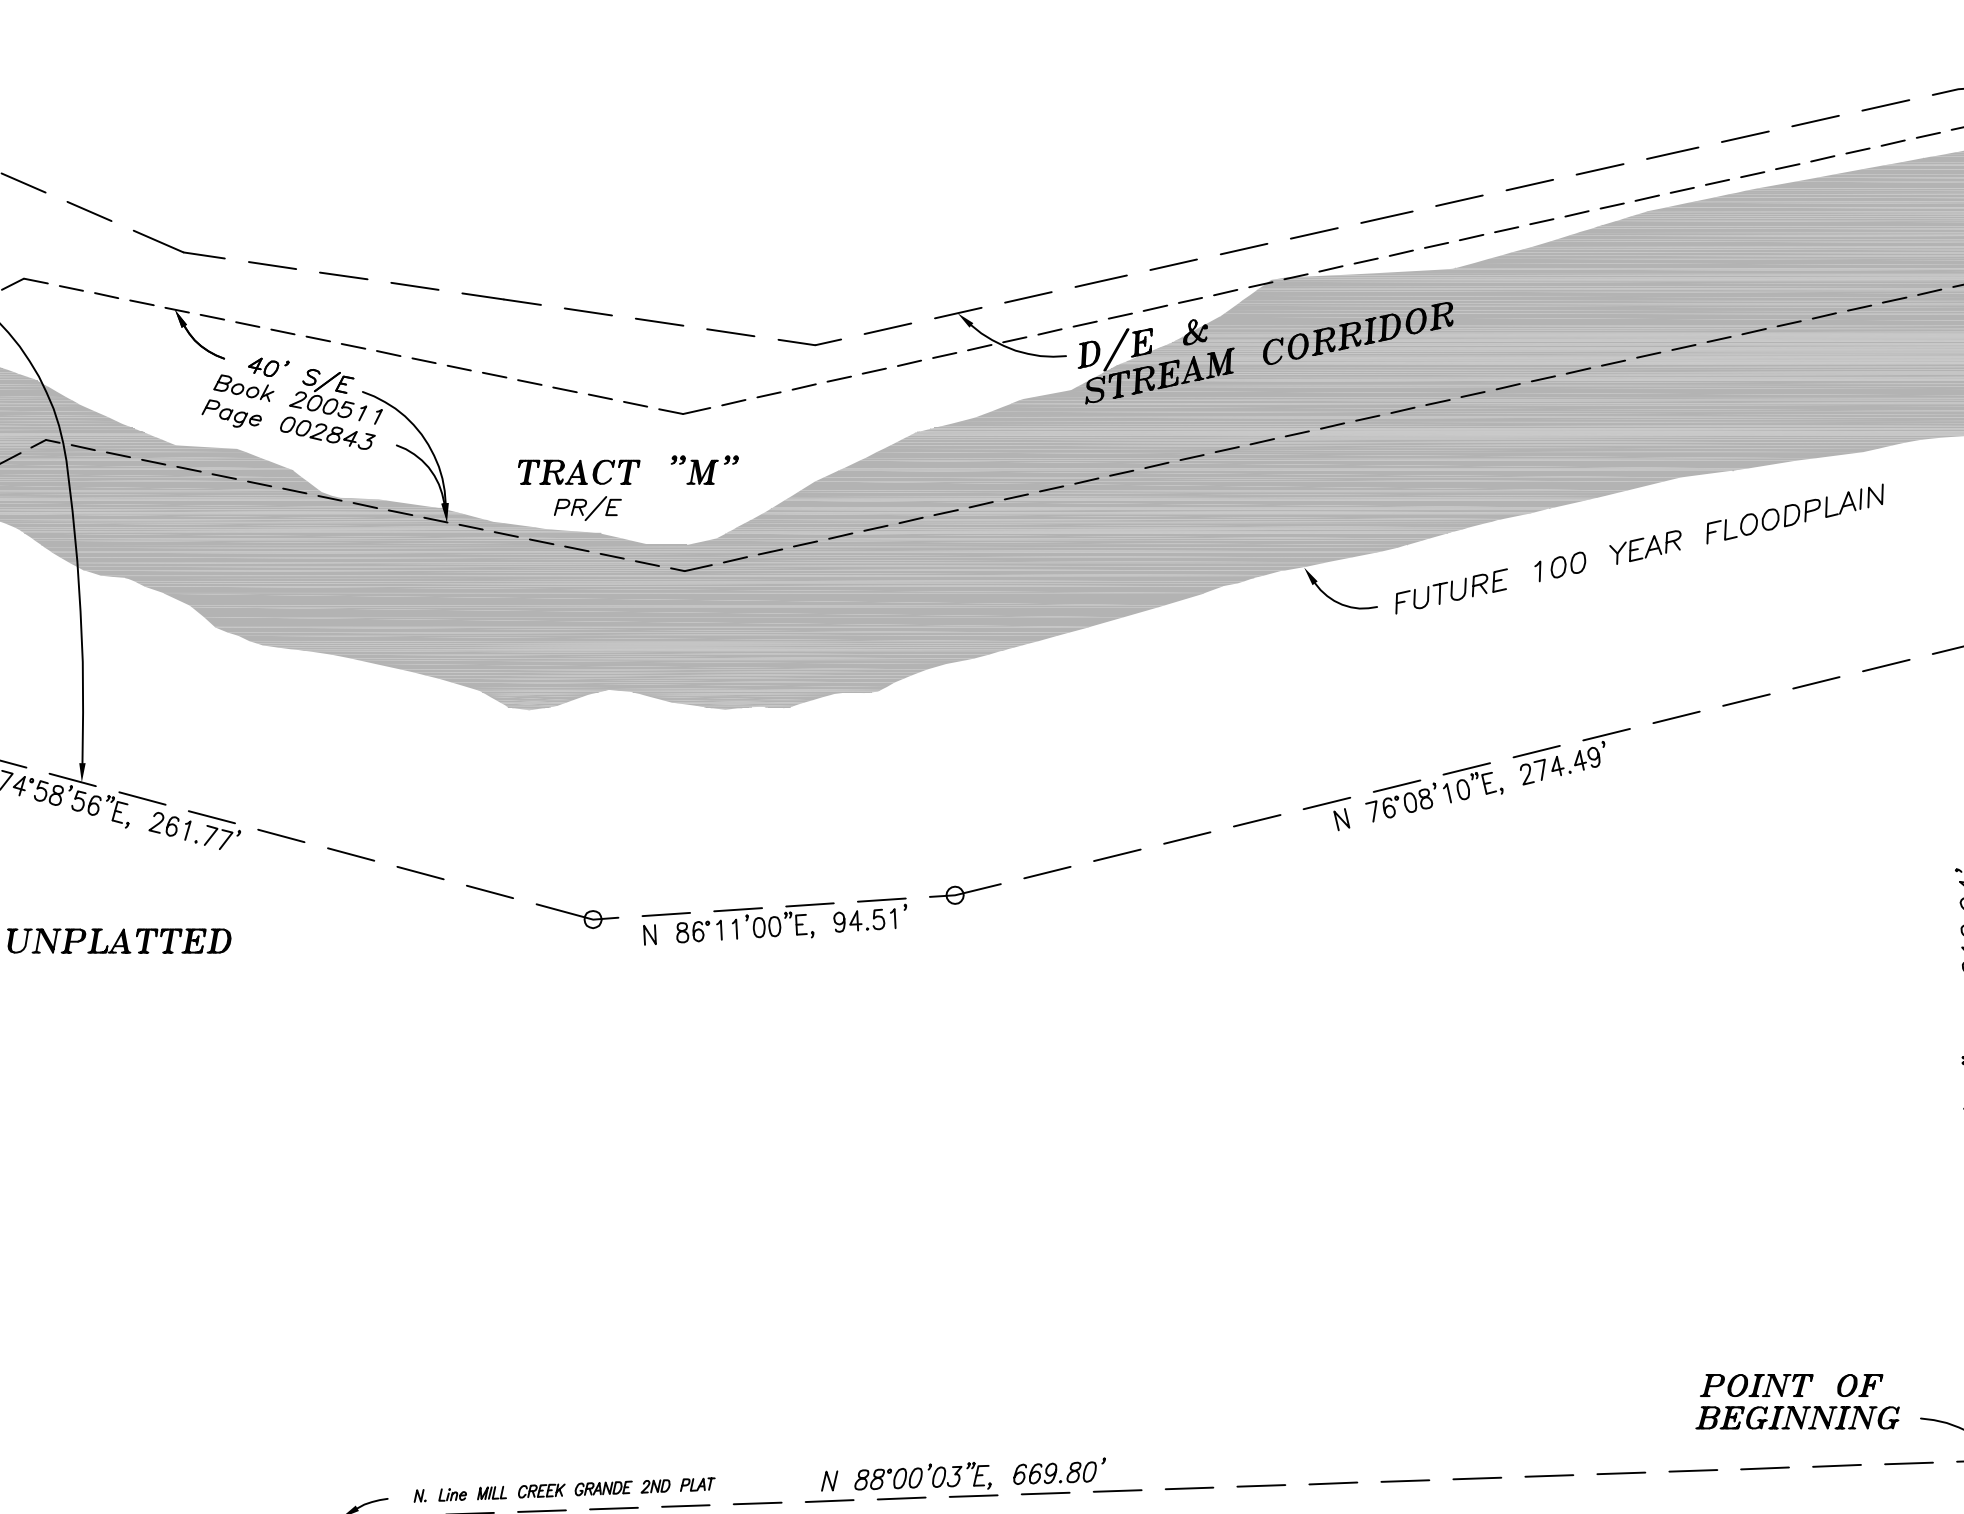 D/E &
STREAM CORRIDOR
40' S/E
Book 200511
Page 002843
TRACT "M"
PR/E
FUTURE 100 YEAR FLOODPLAIN
74°58'56"E, 261.77'
N 76°08'10"E, 274.49'
N 86°11'00"E, 94.51'
UNPLATTED
POINT OF
BEGINNING
N. Line MILL CREEK GRANDE 2ND PLAT
N 88°00'03"E, 669.80'